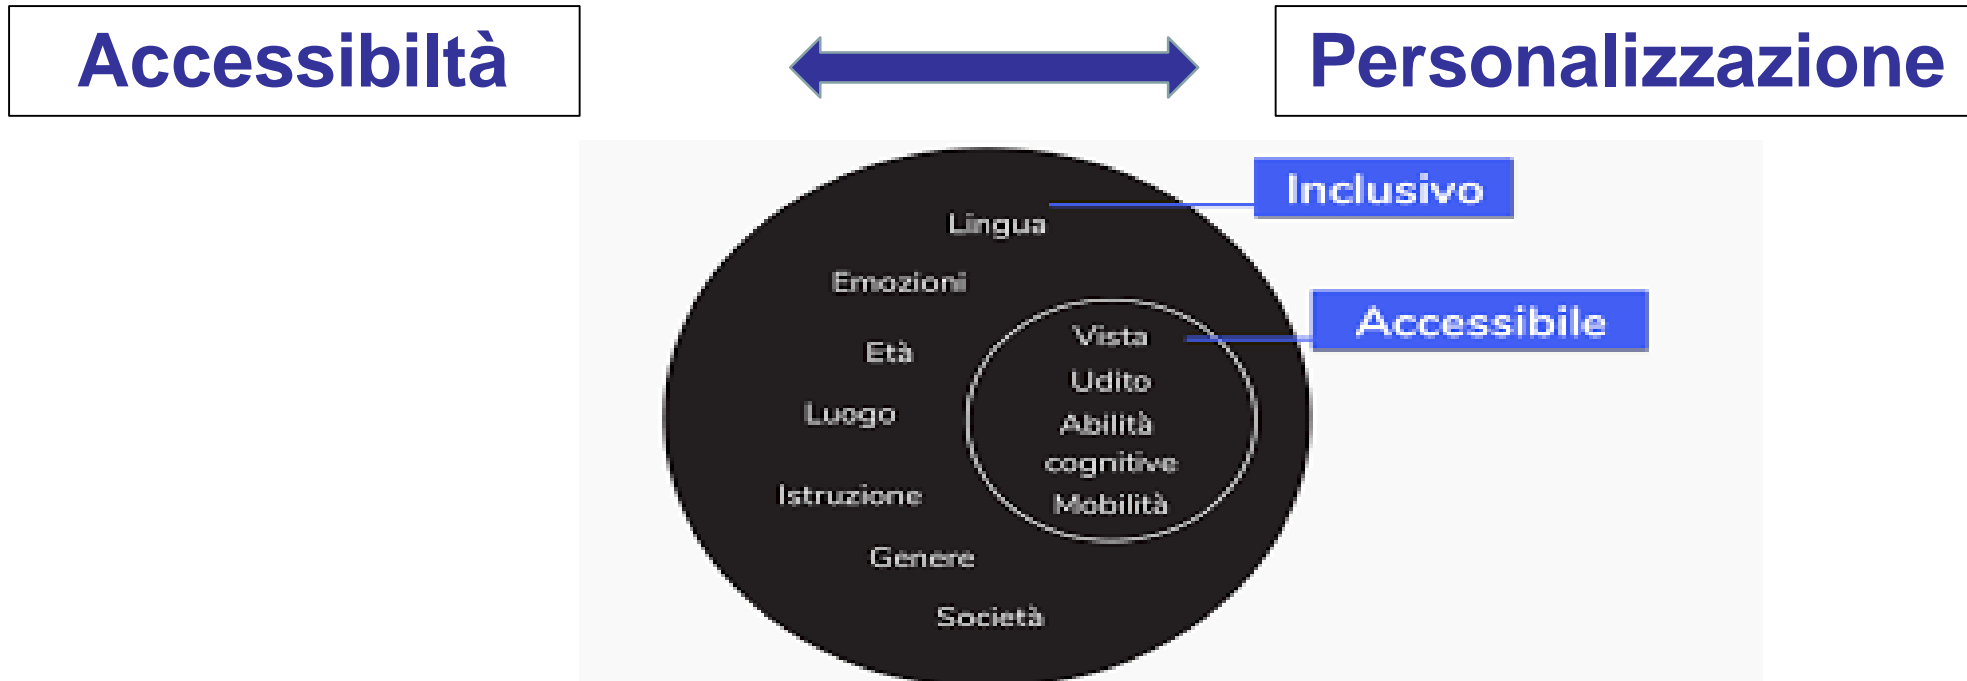 Accessibiltà
Personalizzazione
Inclusivo
Lingua
Emozioni
Accessibile
Vista
Età
Udito
Luogo
Abilità
cognitive
Istruzione
Mobilità
Genere
Società